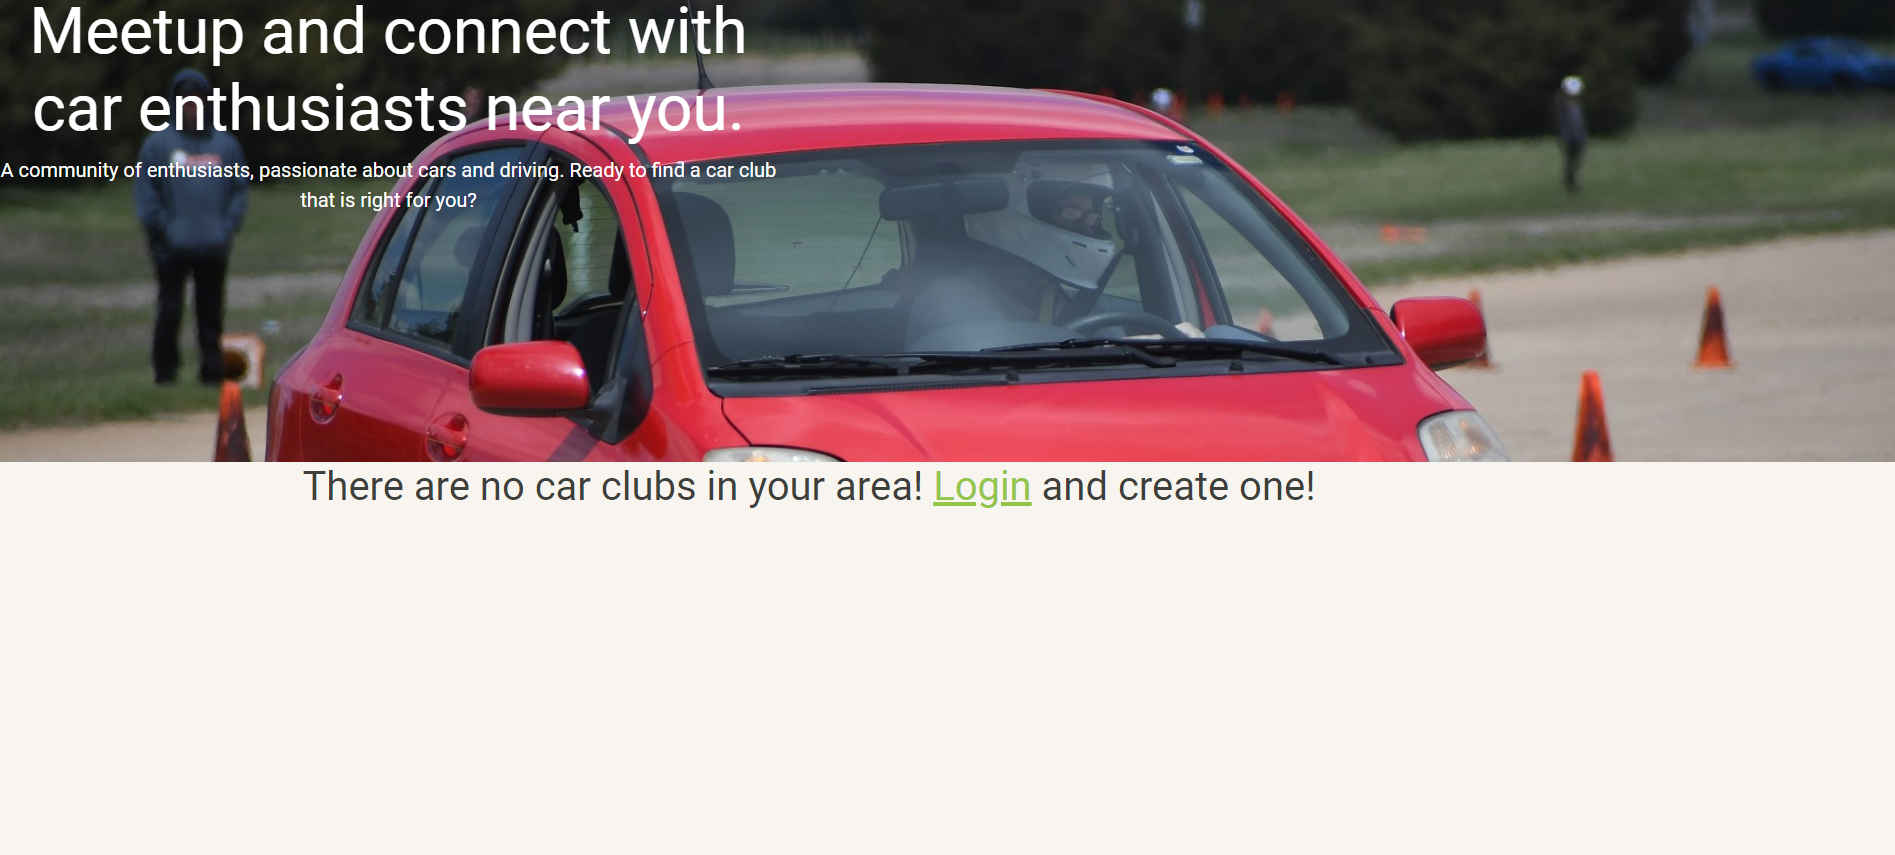 Meetup and connect with
car enthusiasts near you.
A community of enthusiasts, passionate about cars and driving. Ready to find a car club
that is right for you?
There are no car clubs in your area! Login and create one!